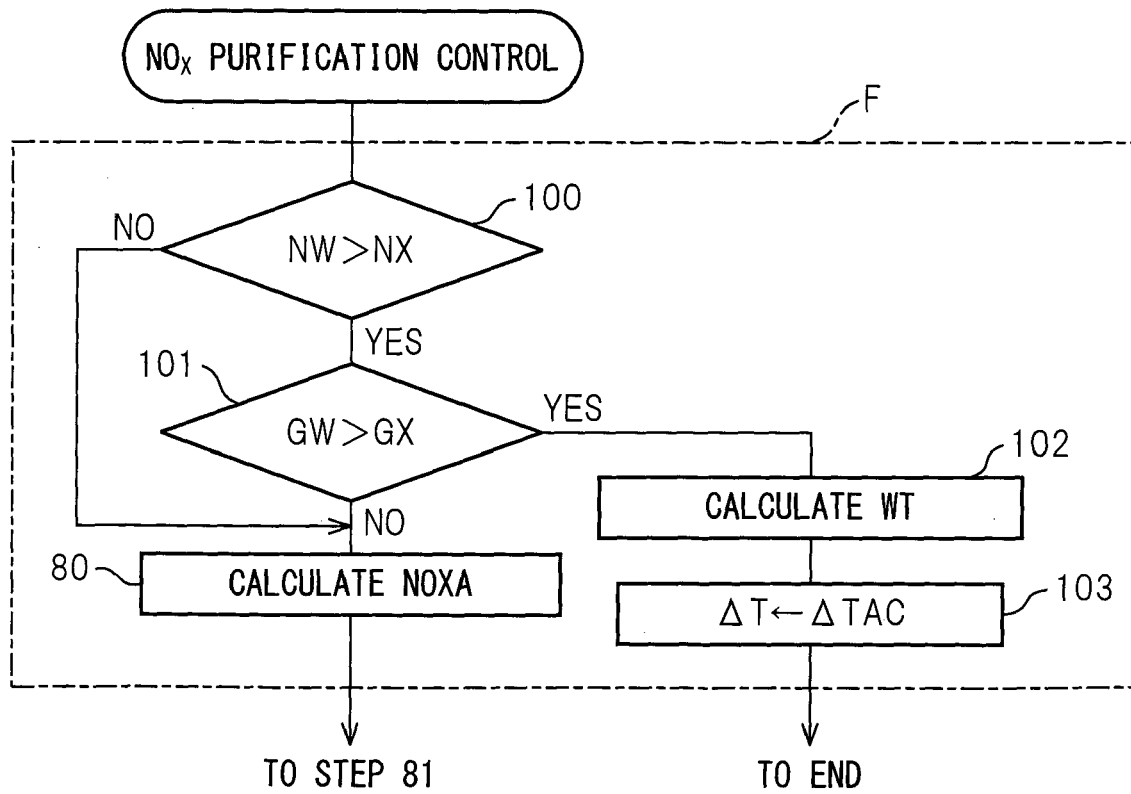 NOx PURIFICATION CONTROL
F
100
NO
NW>NX
YES
101
GW>GX
YES
102
CALCULATE WT
NO
80
CALCULATE NOXA
103
ΔT←ΔTAC
TO STEP 81
TO END